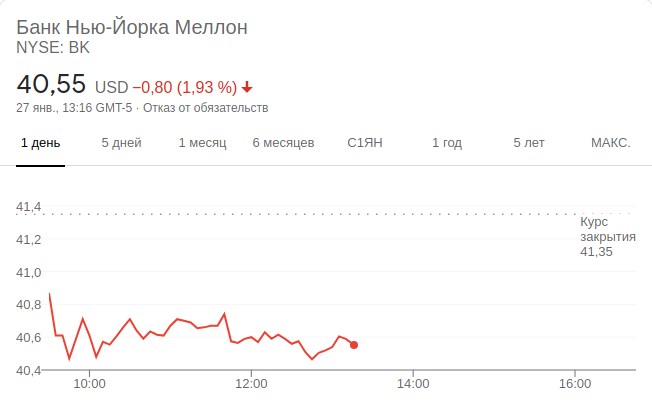 Банк Нью-Йорка Меллон
NYSE: BK
40,55 USD −0,80 (1,93 %)
27 янв., 13:16 GMT-5 · Отказ от обязательств
1 день 5 дней 1 месяц 6 месяцев С1ЯН 1 год 5 лет МАКС.
41,4
Курс
закрытия
41,35
41,2
41,0
40,8
40,6
40,4
10:00 12:00 14:00 16:00